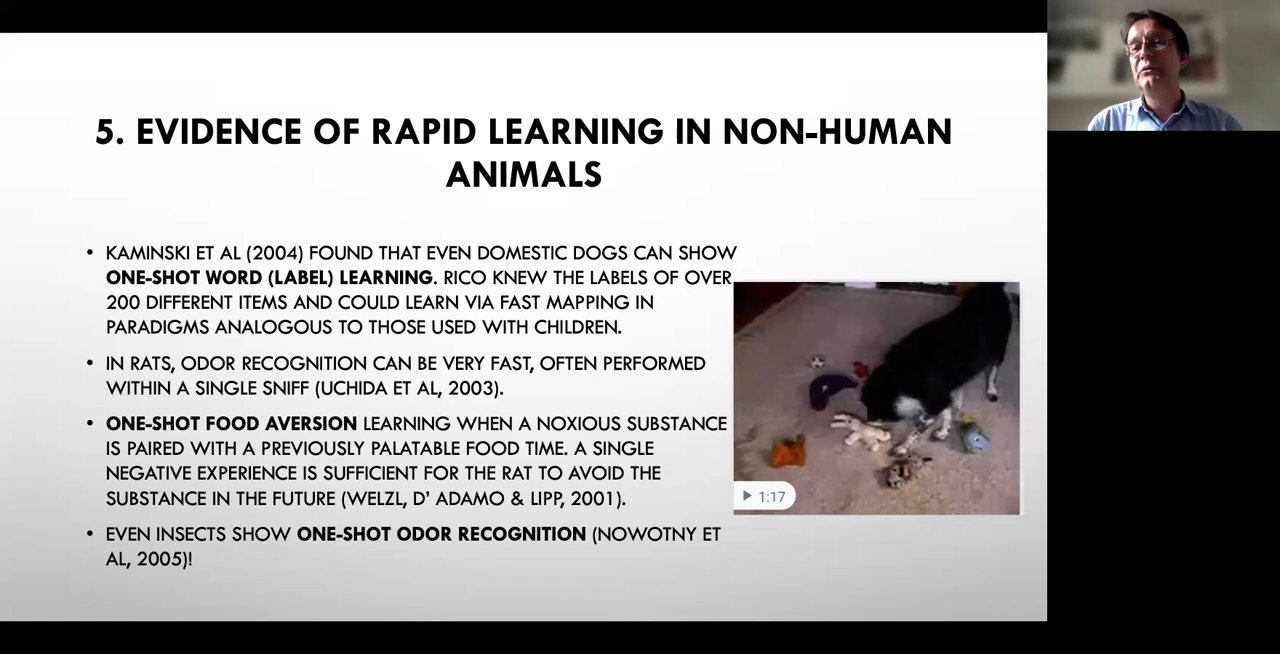 5. EVIDENCE OF RAPID LEARNING IN NON-HUMAN
ANIMALS
• KAMINSKI ET AL (2004) FOUND THAT EVEN DOMESTIC DOGS CAN SHOW
ONE-SHOT WORD (LABEL) LEARNING. RICO KNEW THE LABELS OF OVER
200 DIFFERENT ITEMS AND COULD LEARN VIA FAST MAPPING IN
PARADIGMS ANALOGOUS TO THOSE USED WITH CHILDREN.
• IN RATS, ODOR RECOGNITION CAN BE VERY FAST, OFTEN PERFORMED
WITHIN A SINGLE SNIFF (UCHIDA ET AL, 2003).
• ONE-SHOT FOOD AVERSION LEARNING WHEN A NOXIOUS SUBSTANCE
IS PAIRED WITH A PREVIOUSLY PALATABLE FOOD TIME. A SINGLE
NEGATIVE EXPERIENCE IS SUFFICIENT FOR THE RAT TO AVOID THE
SUBSTANCE IN THE FUTURE (WELZL, D' ADAMO & LIPP, 2001).
• EVEN INSECTS SHOW ONE-SHOT ODOR RECOGNITION (NOWOTNY ET
AL, 2005)!
1:17